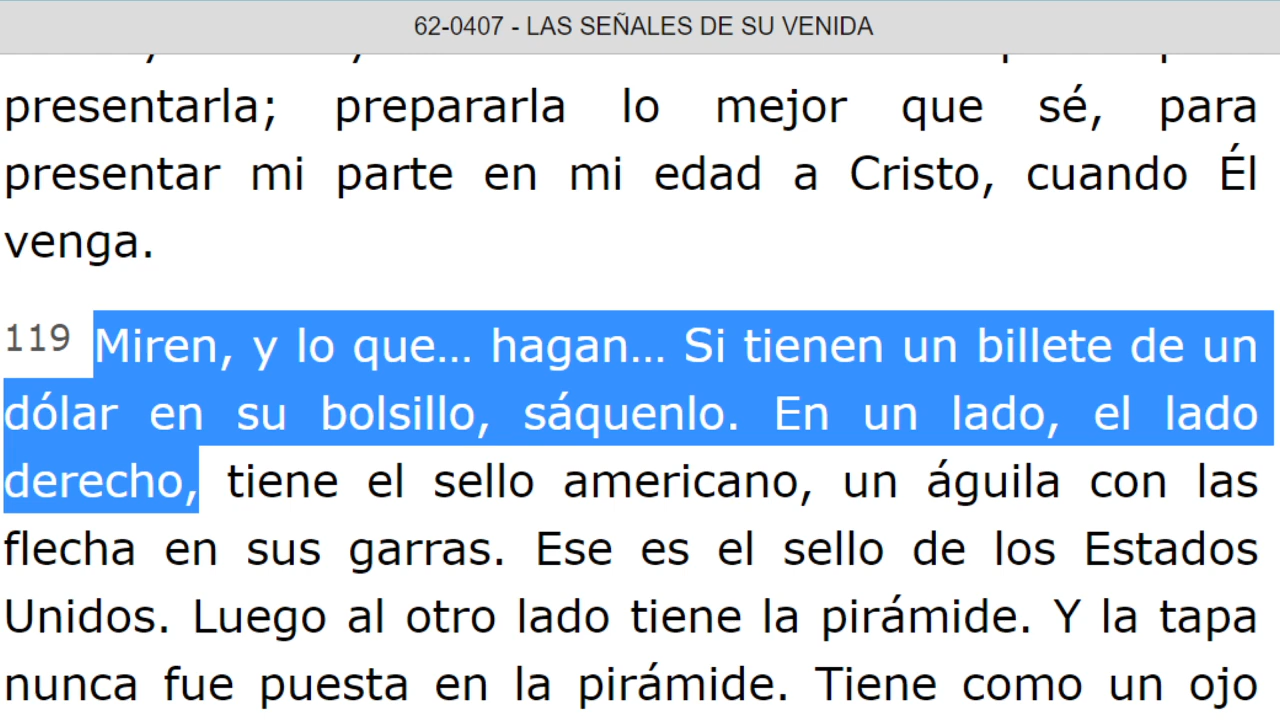 62-0407 - LAS SEÑALES DE SU VENIDA
presentarla; prepararla lo mejor que sé, para
presentar mi parte en mi edad a Cristo, cuando Él
venga.
119 Miren, y lo que... hagan... Si tienen un billete de un
dólar en su bolsillo, sáquenlo. En un lado, el lado
derecho, tiene el sello americano, un águila con las
flecha en sus garras. Ese es el sello de los Estados
Unidos. Luego al otro lado tiene la pirámide. Y la tapa
nunca fue puesta en la pirámide. Tiene como un ojo